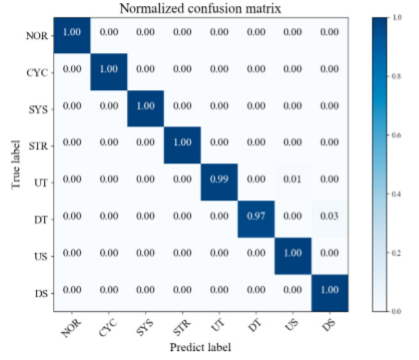 Normalized confusion matrix
True label
NOR 1.00 0.00 0.00 0.00 0.00 0.00 0.00 0.00
CYC 0.00 1.00 0.00 0.00 0.00 0.00 0.00 0.00
SYS 0.00 0.00 1.00 0.00 0.00 0.00 0.00 0.00
STR 0.00 0.00 0.00 1.00 0.00 0.00 0.00 0.00
UT 0.00 0.00 0.00 0.00 0.99 0.00 0.01 0.00
DT 0.00 0.00 0.00 0.00 0.00 0.97 0.00 0.03
US 0.00 0.00 0.00 0.00 0.00 0.00 1.00 0.00
DS 0.00 0.00 0.00 0.00 0.00 0.00 0.00 1.00
NOR CYC SYS STR UT DT US DS
Predict label
1.0
0.8
0.6
0.4
0.2
0.0